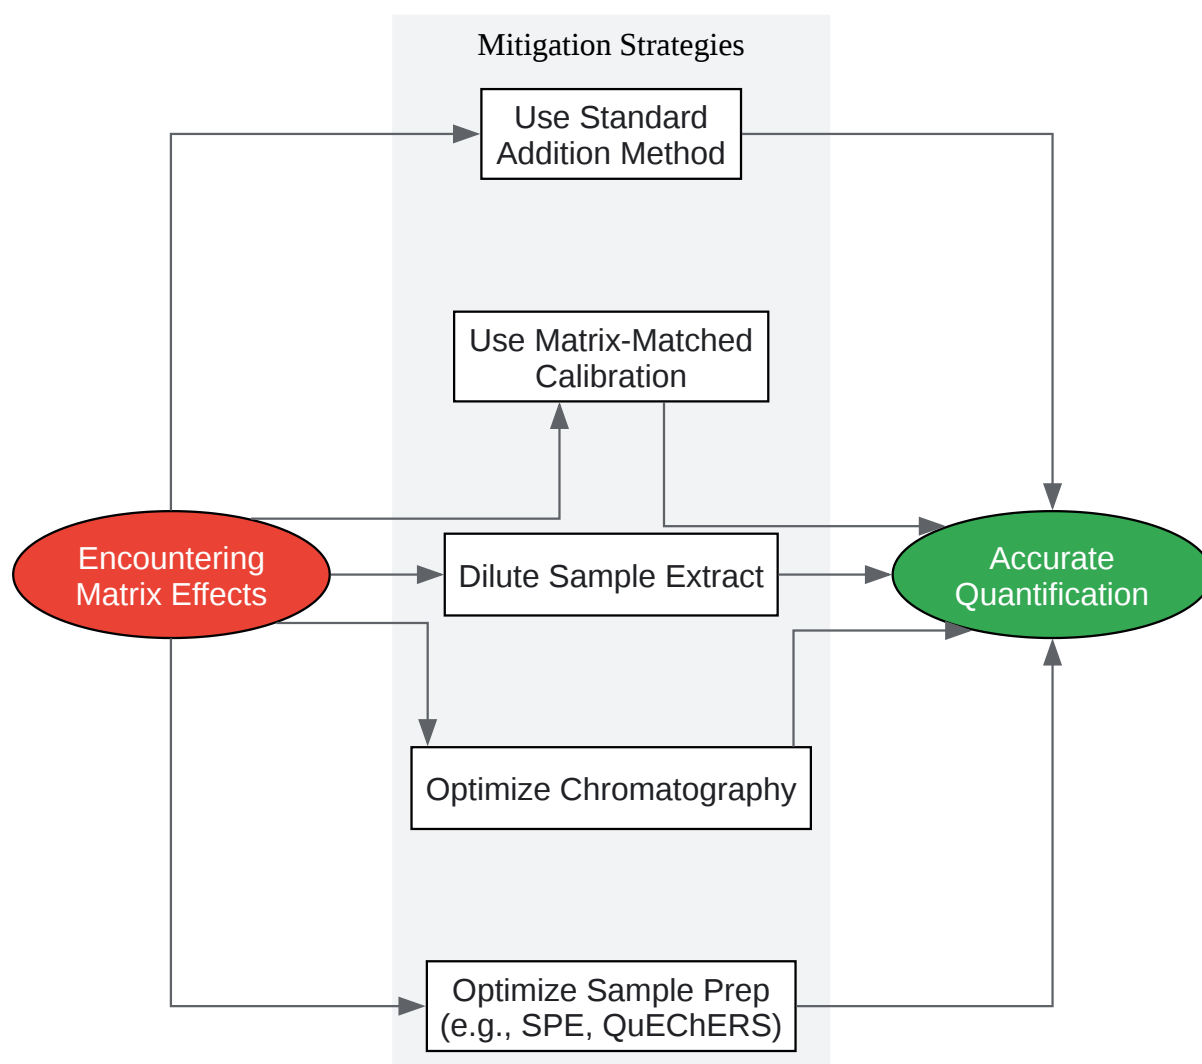 Mitigation Strategies
Use Standard
Addition Method
Use Matrix-Matched
Calibration
Encountering
Matrix Effects
Dilute Sample Extract
Accurate
Quantification
Optimize Chromatography
Optimize Sample Prep
(e.g., SPE, QuEChERS)